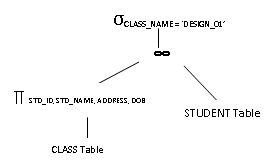 σCLASS_NAME = 'DESIGN_01'
∞
∏ STD_ID, STD_NAME, ADDRESS, DOB
STUDENT Table
CLASS Table